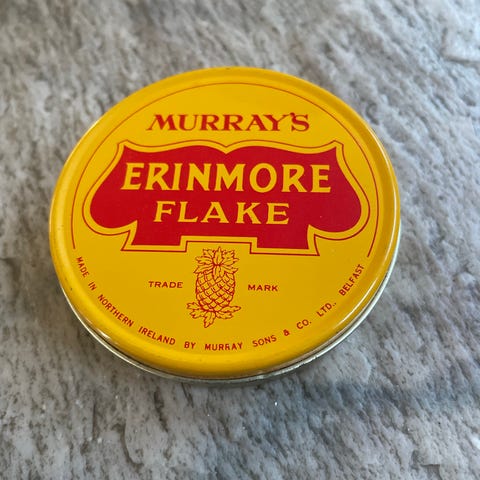 MURRAY'S
ERINMORE
FLAKE
TRADE MARK
MADE IN NORTHERN IRELAND BY MURRAY SONS & CO. LTD. BELFAST